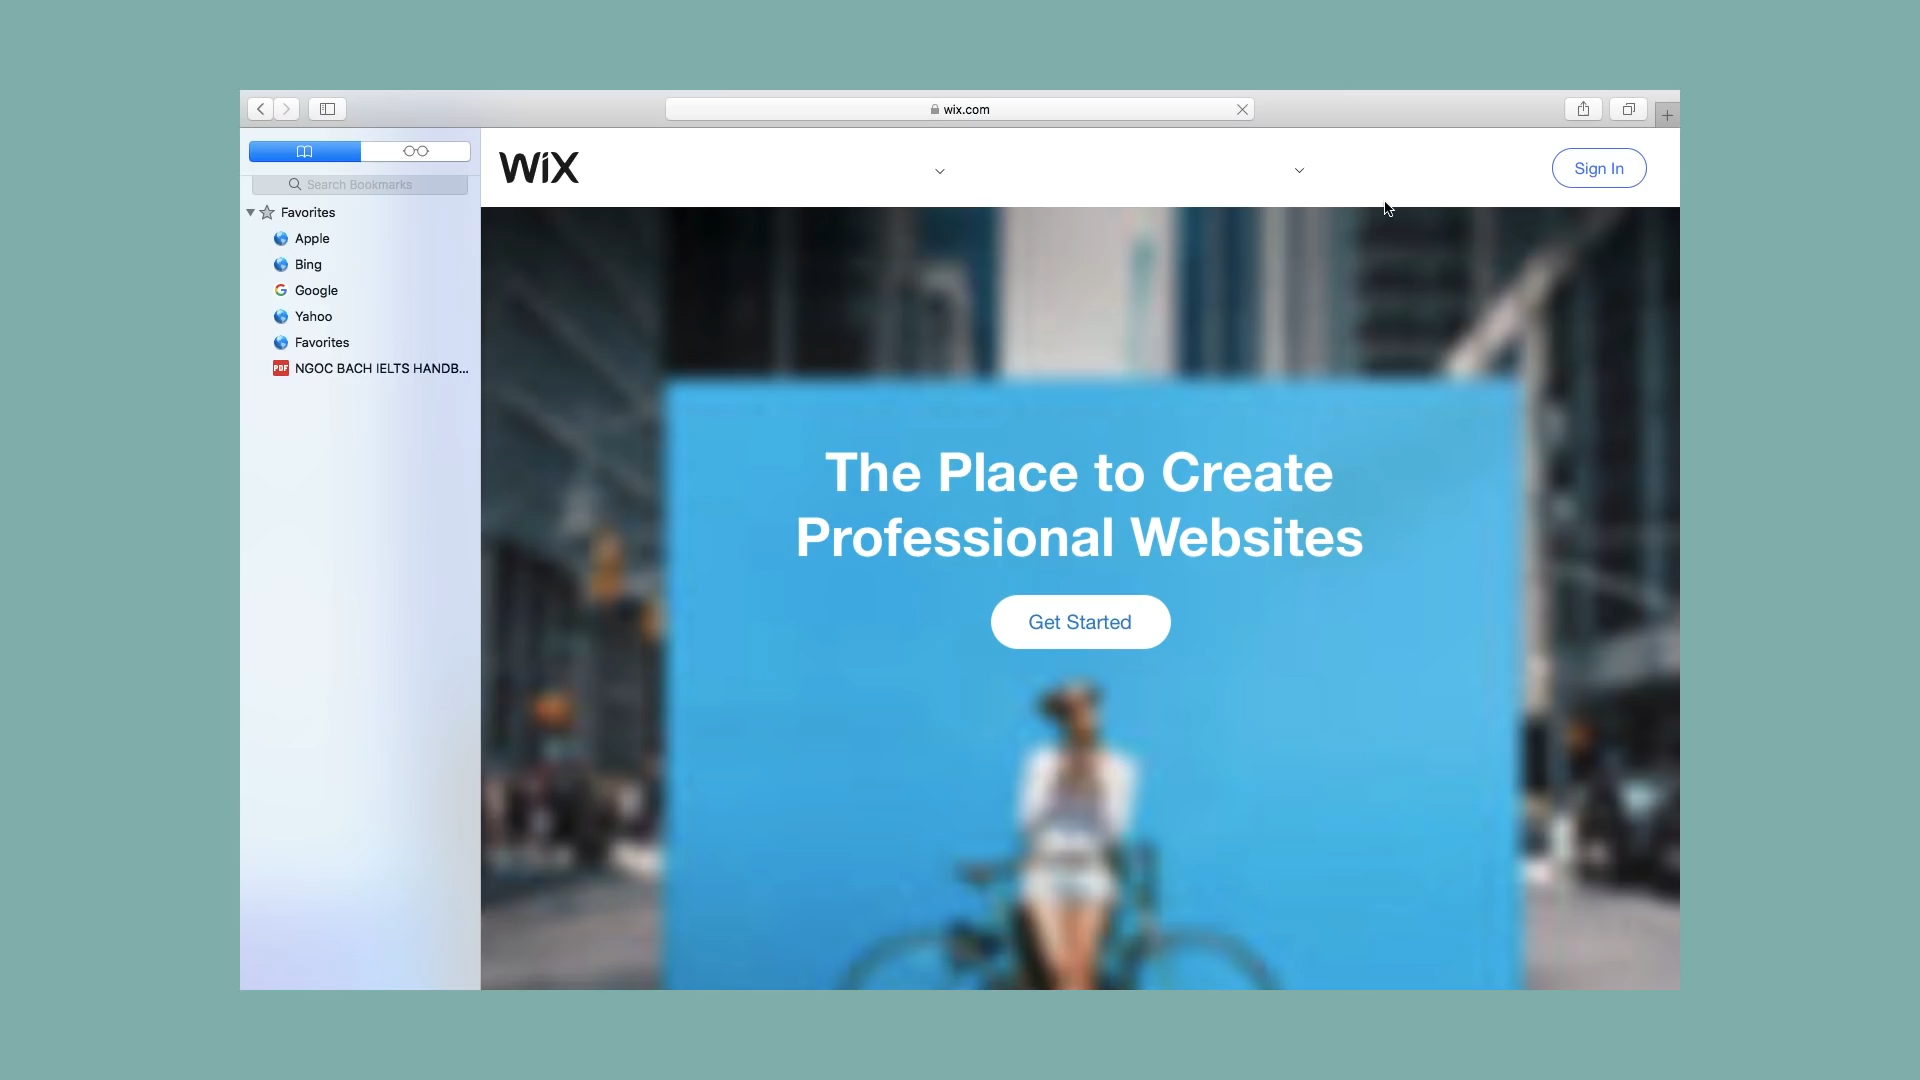 wix.com
Search Bookmarks
Favorites
Apple
Bing
Google
Yahoo
Favorites
PDF NGOC BACH IELTS HANDB...
WiX
Sign In
The Place to Create
Professional Websites
Get Started